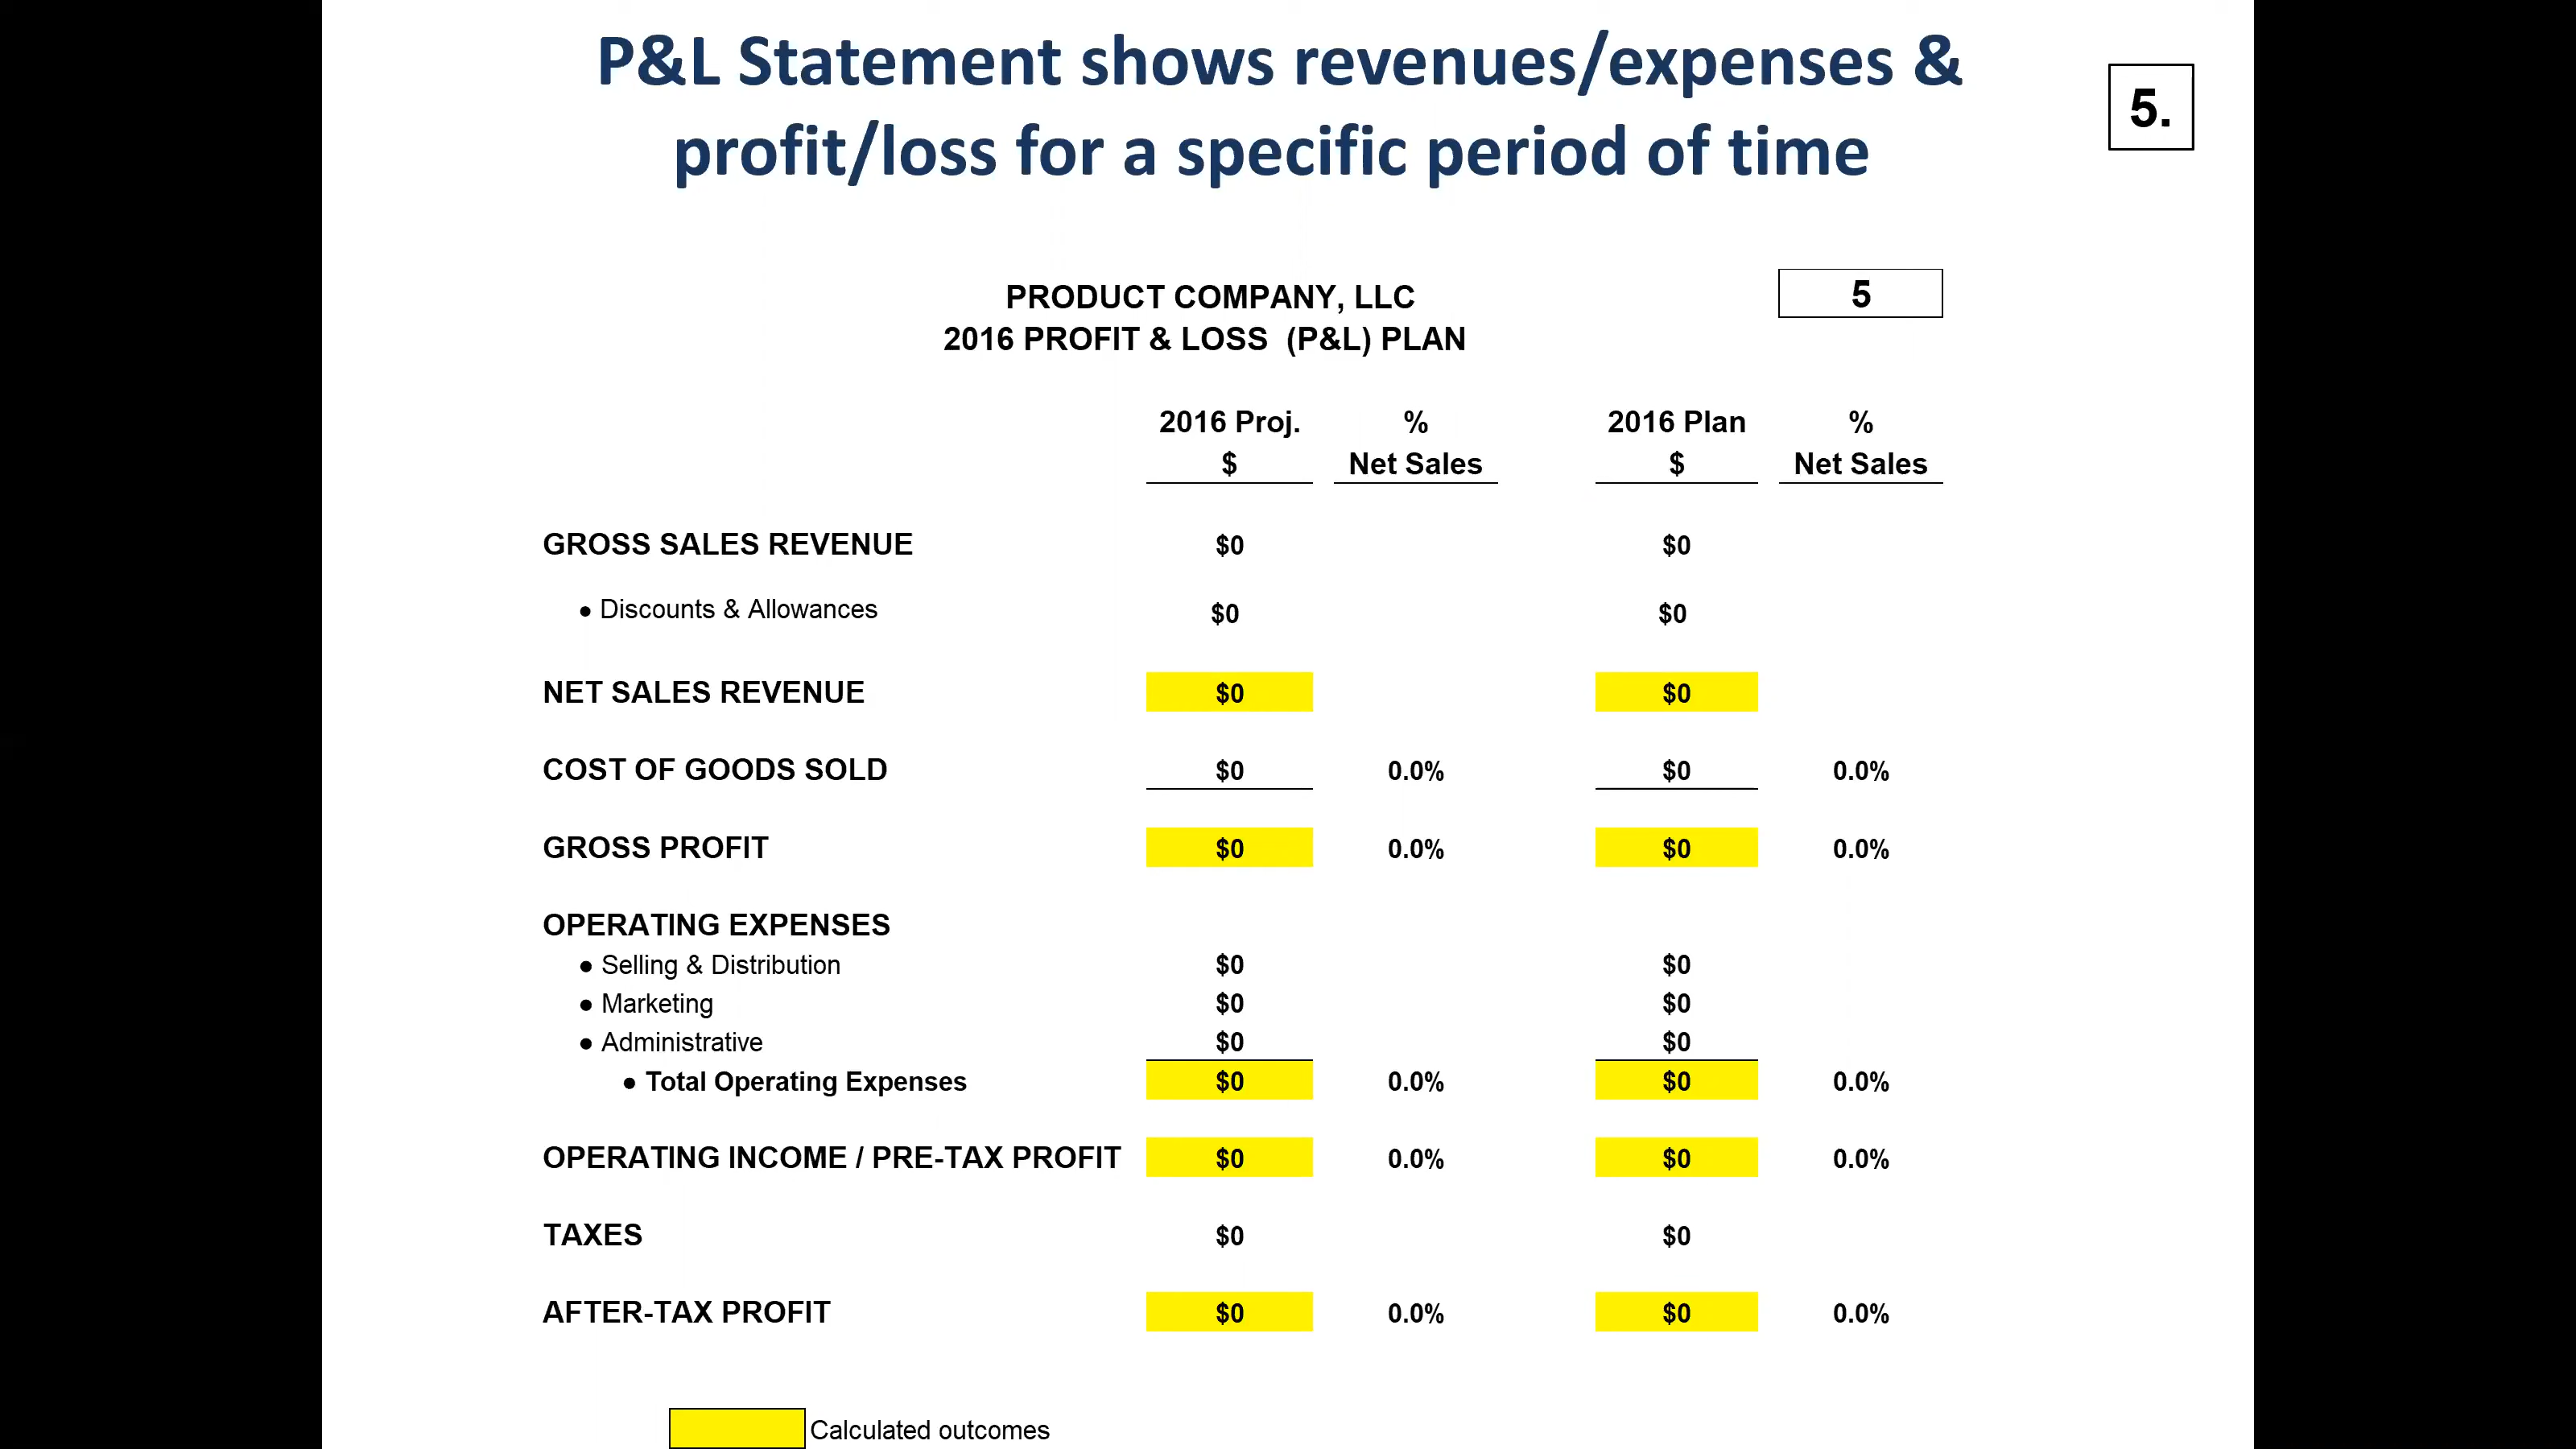 P&L Statement shows revenues/expenses &
profit/loss for a specific period of time
5.
PRODUCT COMPANY, LLC
5
2016 PROFIT & LOSS (P&L) PLAN
2016 Proj. % 2016 Plan %
$ Net Sales $ Net Sales
GROSS SALES REVENUE $0 $0
● Discounts & Allowances $0 $0
NET SALES REVENUE $0 $0
COST OF GOODS SOLD $0 0.0% $0 0.0%
GROSS PROFIT $0 0.0% $0 0.0%
OPERATING EXPENSES
● Selling & Distribution $0 $0
● Marketing $0 $0
● Administrative $0 $0
● Total Operating Expenses $0 0.0% $0 0.0%
OPERATING INCOME / PRE-TAX PROFIT $0 0.0% $0 0.0%
TAXES $0 $0
AFTER-TAX PROFIT $0 0.0% $0 0.0%
Calculated outcomes